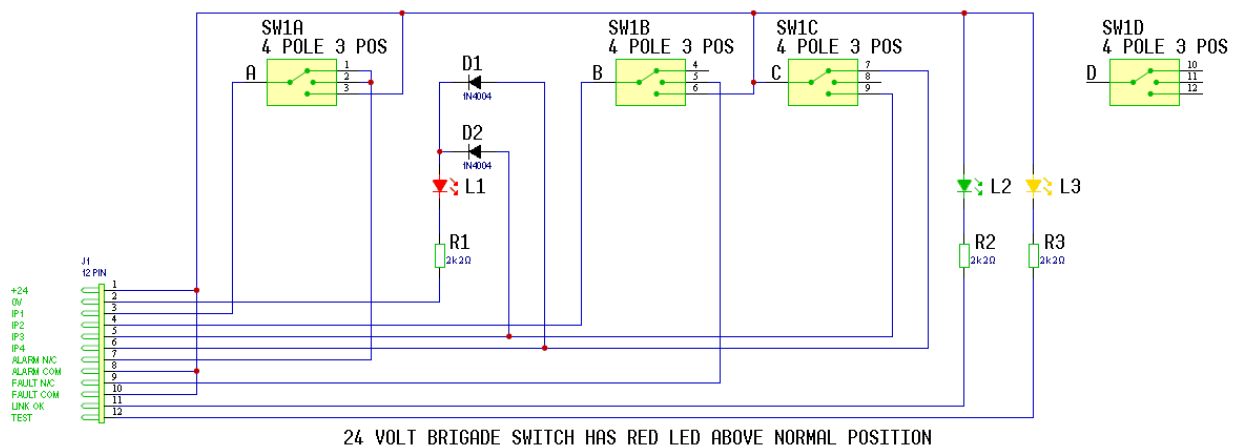 SW1A
4 POLE 3 POS
A
1
2
3
D1
1N4004
D2
1N4004
L1
R1
2k2Ω
SW1B
4 POLE 3 POS
B
4
5
6
SW1C
4 POLE 3 POS
C
7
8
9
SW1D
4 POLE 3 POS
D
10
11
12
L2
R2
2k2Ω
L3
R3
2k2Ω
J1
12 PIN
+24 1
0V 2
IP1 3
IP2 4
IP3 5
IP4 6
ALARM N/C 7
ALARM COM 8
FAULT N/C 9
FAULT COM 10
LINK OK 11
TEST 12
24 VOLT BRIGADE SWITCH HAS RED LED ABOVE NORMAL POSITION